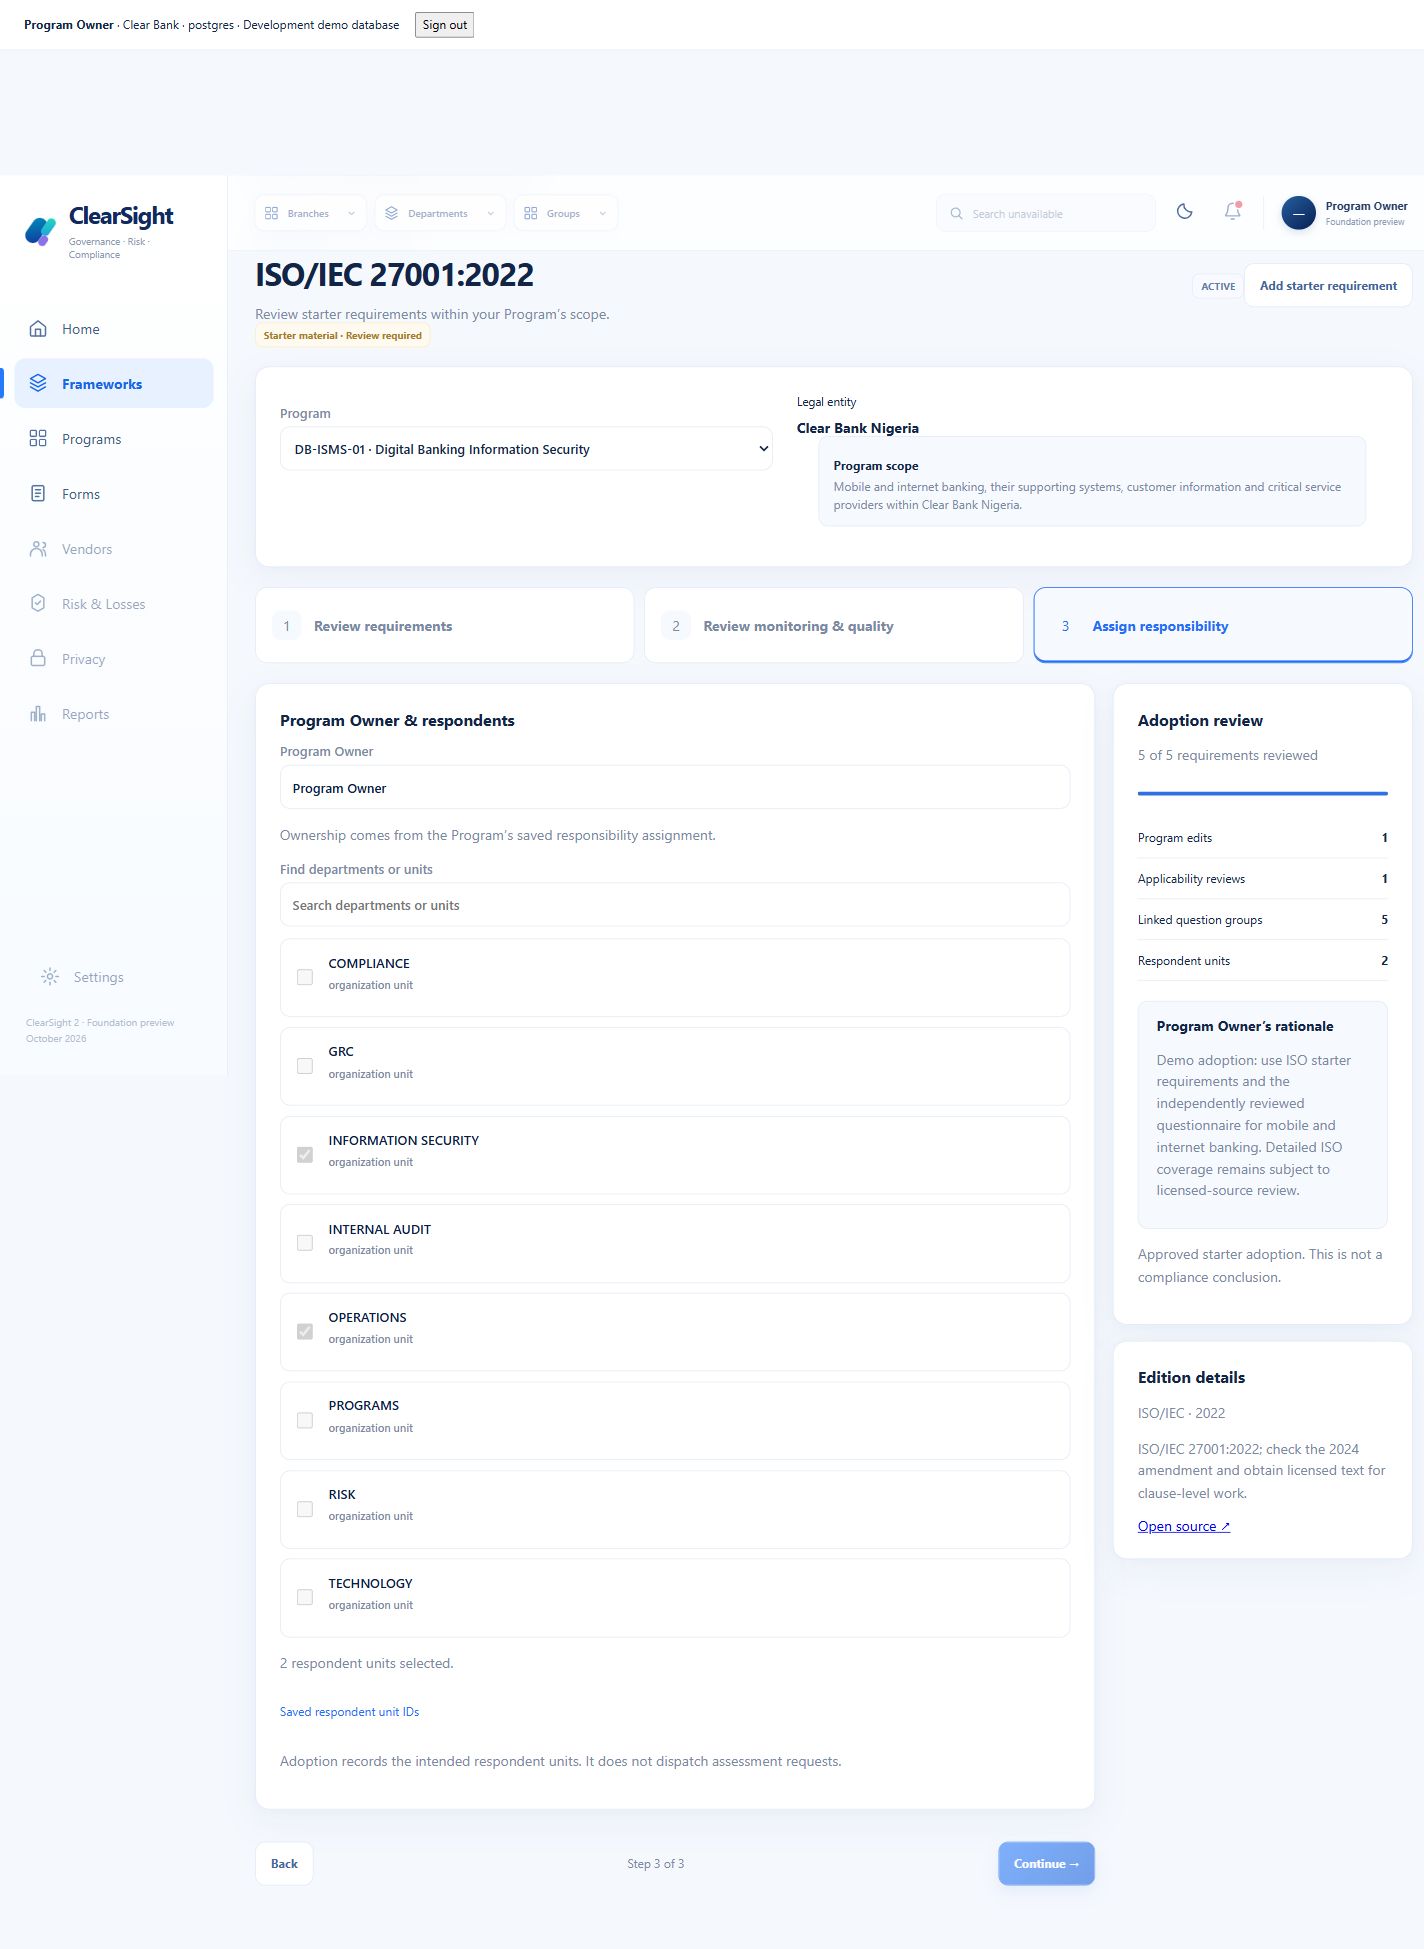 Program Owner · Clear Bank · postgres · Development demo database
Sign out
ClearSight
Governance · Risk ·
Compliance
Branches
Departments
Groups
Search unavailable
Program Owner
Foundation preview
Home
Frameworks
Programs
Forms
Vendors
Risk & Losses
Privacy
Reports
Settings
ClearSight 2 · Foundation preview
October 2026
ISO/IEC 27001:2022
Review starter requirements within your Program's scope.
Starter material · Review required
ACTIVE
Add starter requirement
Program
DB-ISMS-01 · Digital Banking Information Security
Legal entity
Clear Bank Nigeria
Program scope
Mobile and internet banking, their supporting systems, customer information and critical service
providers within Clear Bank Nigeria.
1 Review requirements
2 Review monitoring & quality
3 Assign responsibility
Program Owner & respondents
Program Owner
Program Owner
Ownership comes from the Program's saved responsibility assignment.
Find departments or units
Search departments or units
COMPLIANCE
organization unit
GRC
organization unit
INFORMATION SECURITY
organization unit
INTERNAL AUDIT
organization unit
OPERATIONS
organization unit
PROGRAMS
organization unit
RISK
organization unit
TECHNOLOGY
organization unit
2 respondent units selected.
Saved respondent unit IDs
Adoption records the intended respondent units. It does not dispatch assessment requests.
Back
Step 3 of 3
Continue →
Adoption review
5 of 5 requirements reviewed
Program edits 1
Applicability reviews 1
Linked question groups 5
Respondent units 2
Program Owner's rationale
Demo adoption: use ISO starter
requirements and the
independently reviewed
questionnaire for mobile and
internet banking. Detailed ISO
coverage remains subject to
licensed-source review.
Approved starter adoption. This is not a
compliance conclusion.
Edition details
ISO/IEC · 2022
ISO/IEC 27001:2022; check the 2024
amendment and obtain licensed text for
clause-level work.
Open source ↗